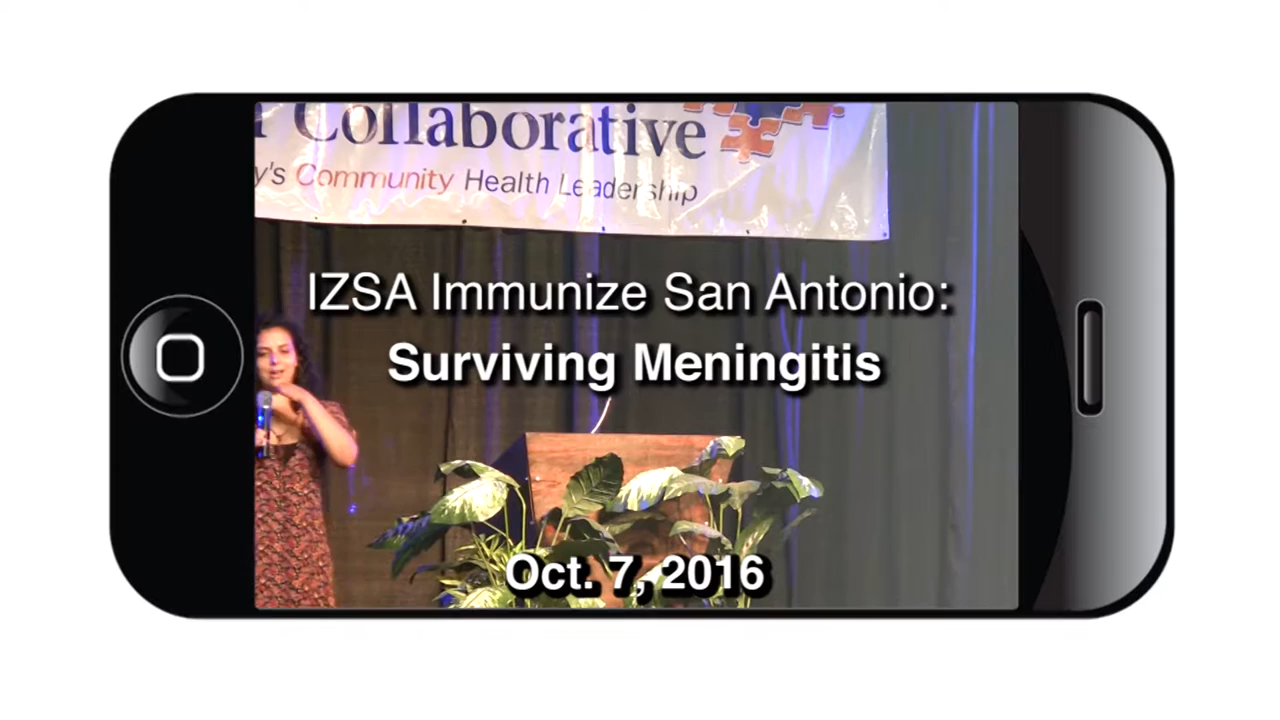 Collaborative
y's Community Health Leadership
IZSA Immunize San Antonio:
Surviving Meningitis
Oct. 7, 2016